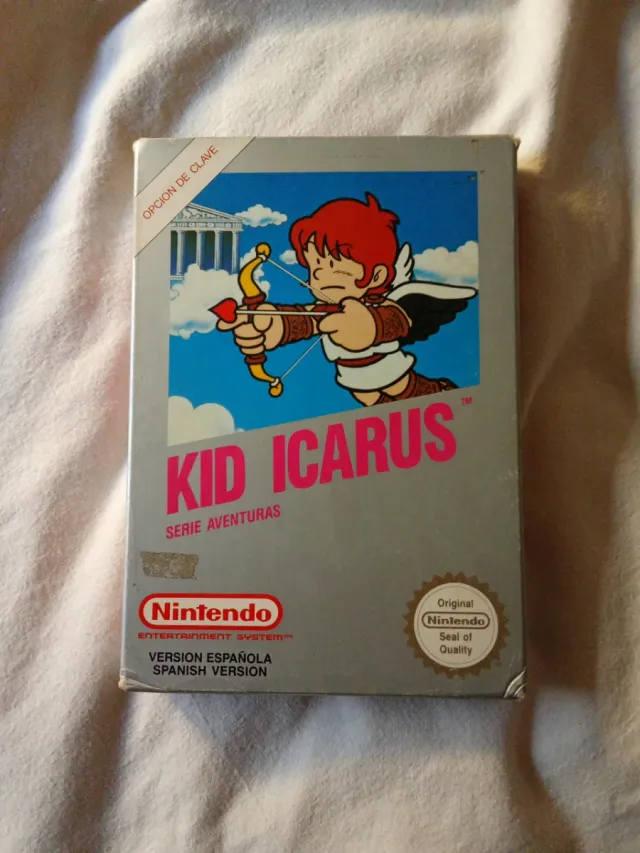 OPCION DE CLAVE
KID ICARUS™
SERIE AVENTURAS
Nintendo
ENTERTAINMENT SYSTEM™
VERSION ESPAÑOLA
SPANISH VERSION
Original
Nintendo
Seal of
Quality